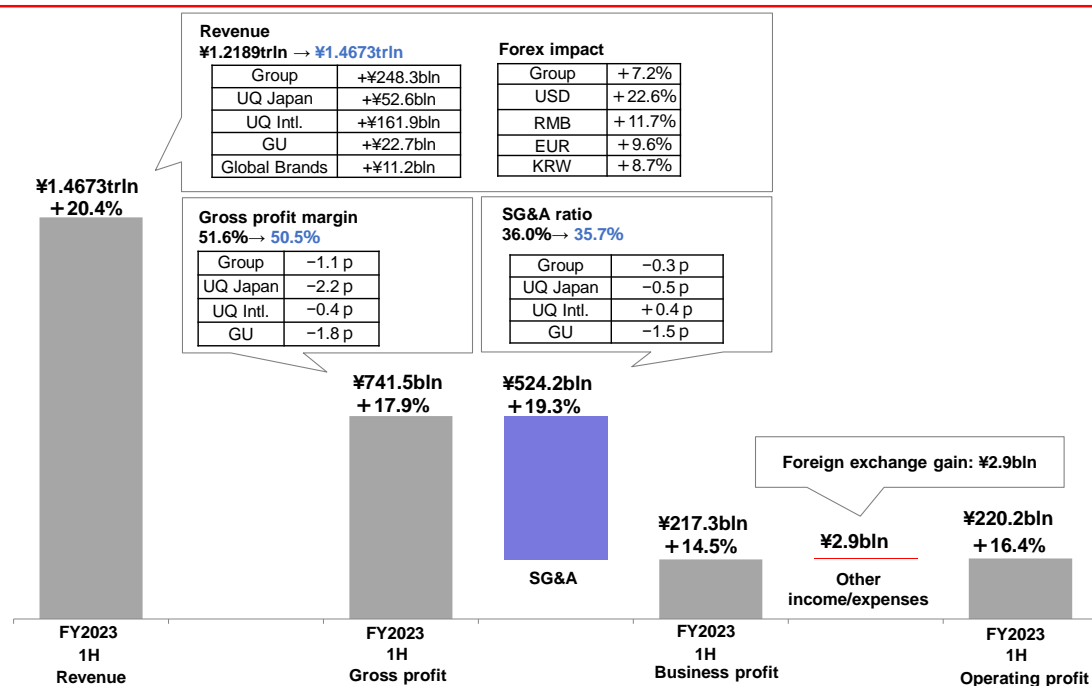 Revenue
¥1.2189trln → ¥1.4673trln
Group +¥248.3bln
UQ Japan +¥52.6bln
UQ Intl. +¥161.9bln
GU +¥22.7bln
Global Brands +¥11.2bln
Forex impact
Group +7.2%
USD +22.6%
RMB +11.7%
EUR +9.6%
KRW +8.7%
¥1.4673trln
+20.4%
Gross profit margin
51.6%→ 50.5%
Group −1.1 p
UQ Japan −2.2 p
UQ Intl. −0.4 p
GU −1.8 p
SG&A ratio
36.0%→ 35.7%
Group −0.3 p
UQ Japan −0.5 p
UQ Intl. +0.4 p
GU −1.5 p
¥741.5bln
+17.9%
¥524.2bln
+19.3%
SG&A
Foreign exchange gain: ¥2.9bln
¥217.3bln
+14.5%
¥2.9bln
Other
income/expenses
¥220.2bln
+16.4%
FY2023
1H
Revenue
FY2023
1H
Gross profit
FY2023
1H
Business profit
FY2023
1H
Operating profit